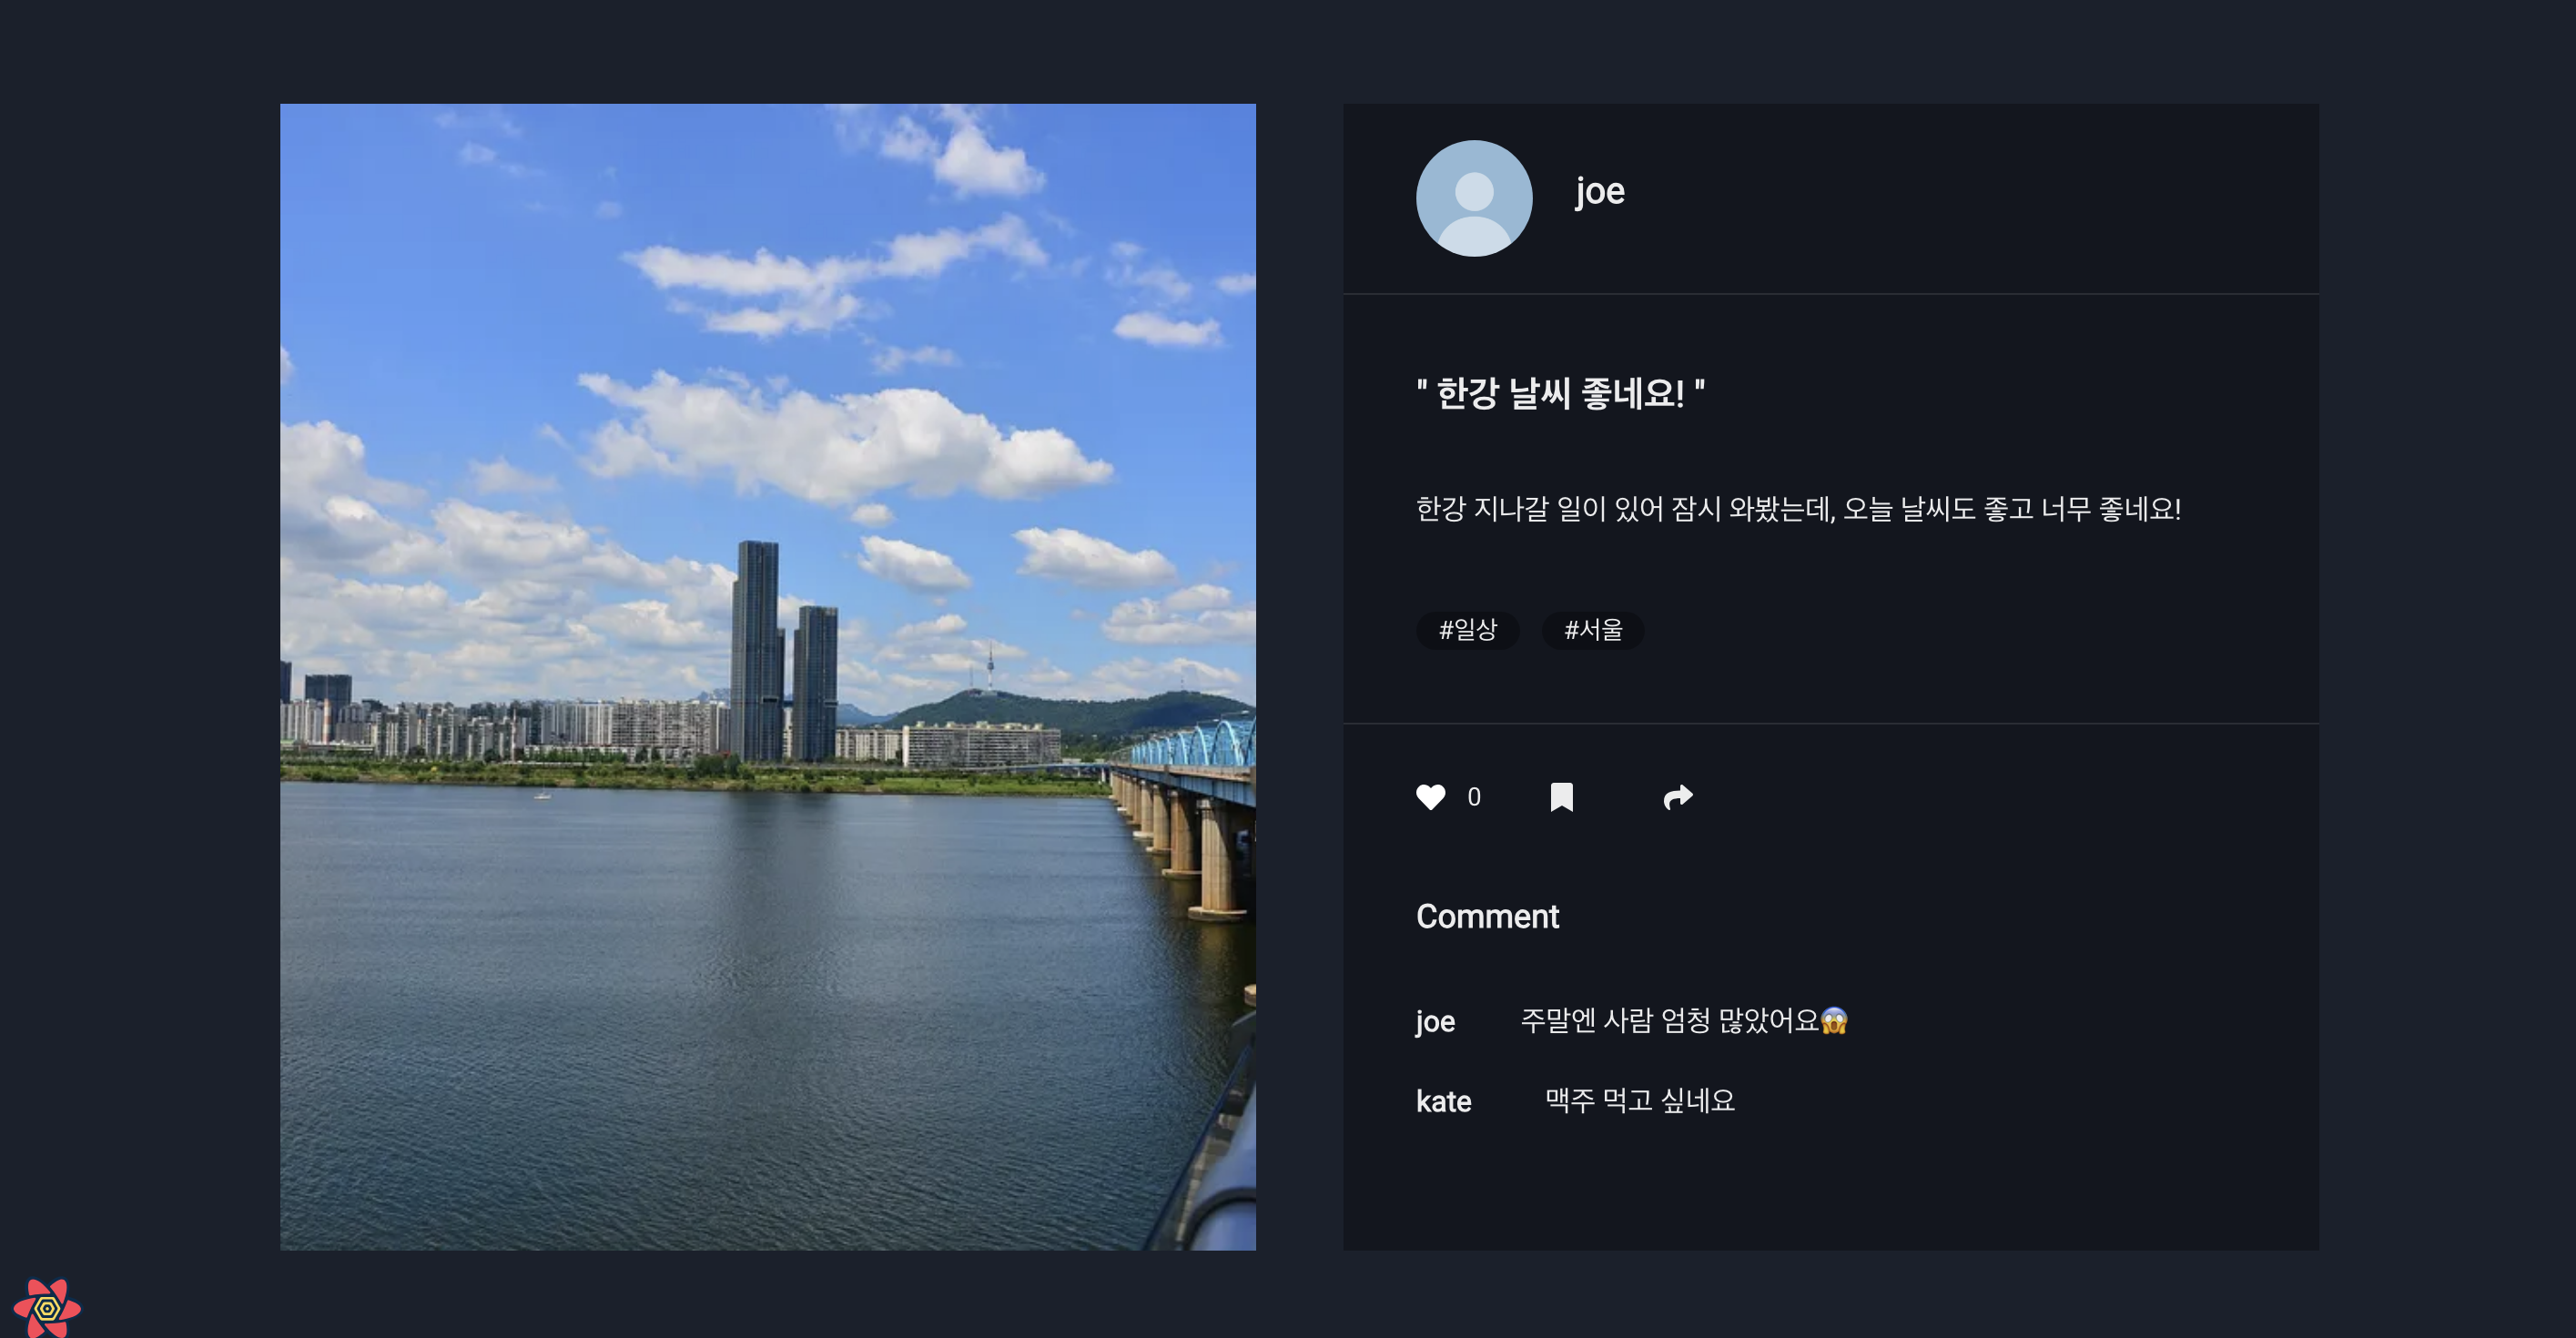 joe
" 한강 날씨 좋네요! "
한강 지나갈 일이 있어 잠시 와봤는데, 오늘 날씨도 좋고 너무 좋네요!
#일상 #서울
0
Comment
joe 주말엔 사람 엄청 많았어요😱
kate 맥주 먹고 싶네요